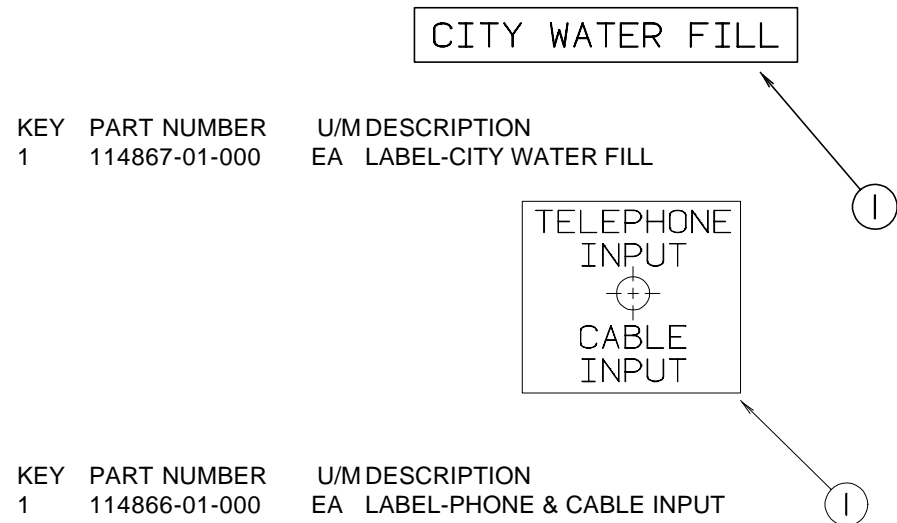 CITY WATER FILL
KEY PART NUMBER U/M DESCRIPTION
1 114867-01-000 EA LABEL-CITY WATER FILL
1
TELEPHONE
INPUT
CABLE
INPUT
KEY PART NUMBER U/M DESCRIPTION
1 114866-01-000 EA LABEL-PHONE & CABLE INPUT
1